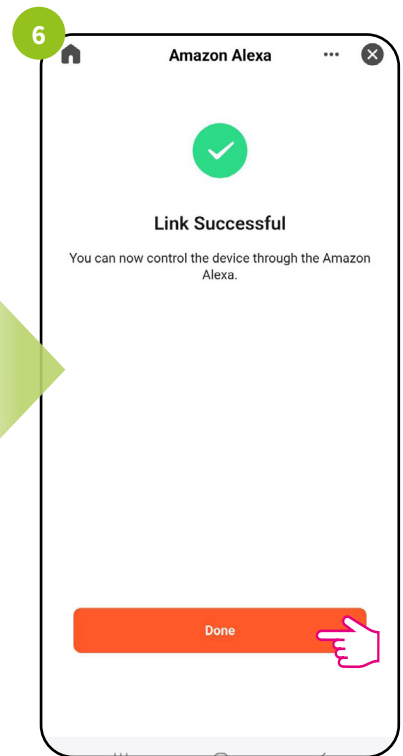 6
Amazon Alexa
Link Successful
You can now control the device through the Amazon
Alexa.
Done